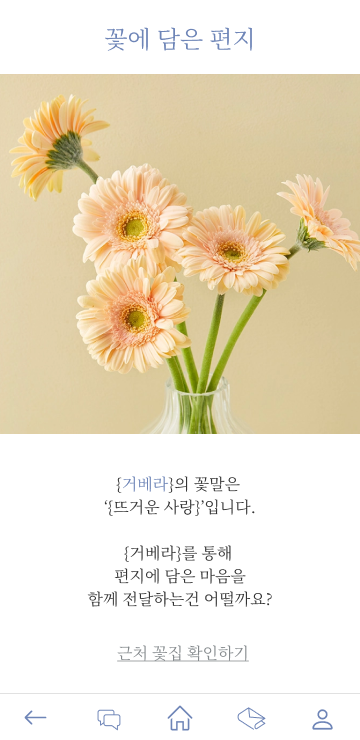 꽃에 담은 편지
{거베라}의 꽃말은
‘{뜨거운 사랑}’입니다.
{거베라}를 통해
편지에 담은 마음을
함께 전달하는건 어떨까요?
근처 꽃집 확인하기